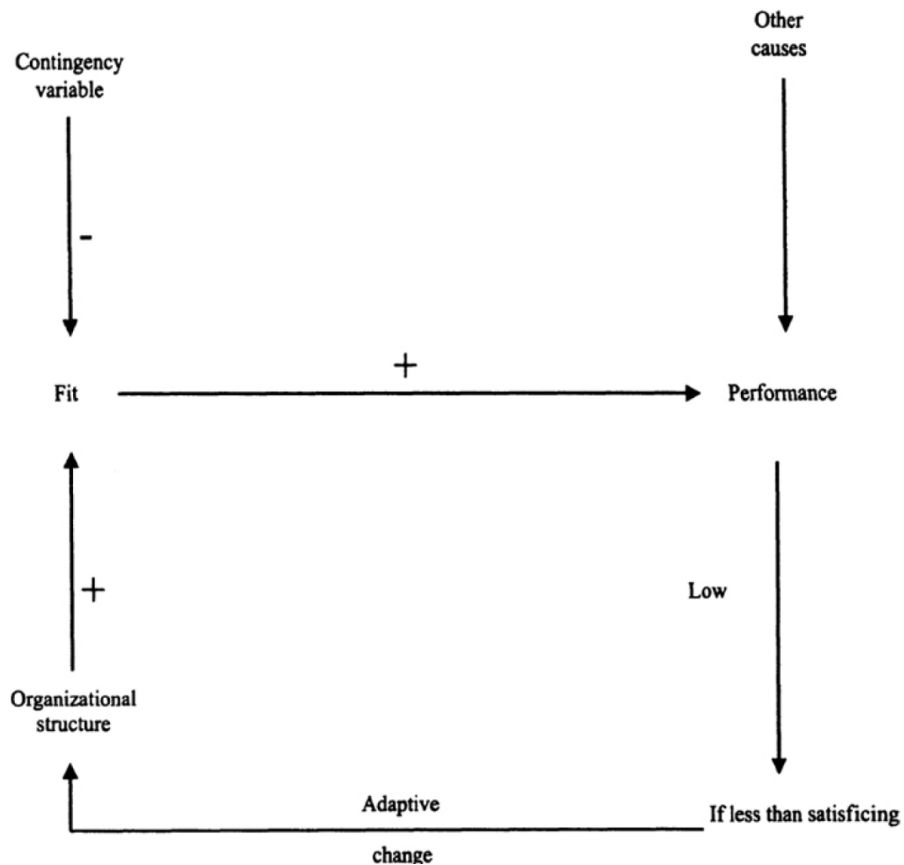 Other
causes
Contingency
variable
-
+
Fit
Performance
+
Low
Organizational
structure
Adaptive
If less than satisficing
change